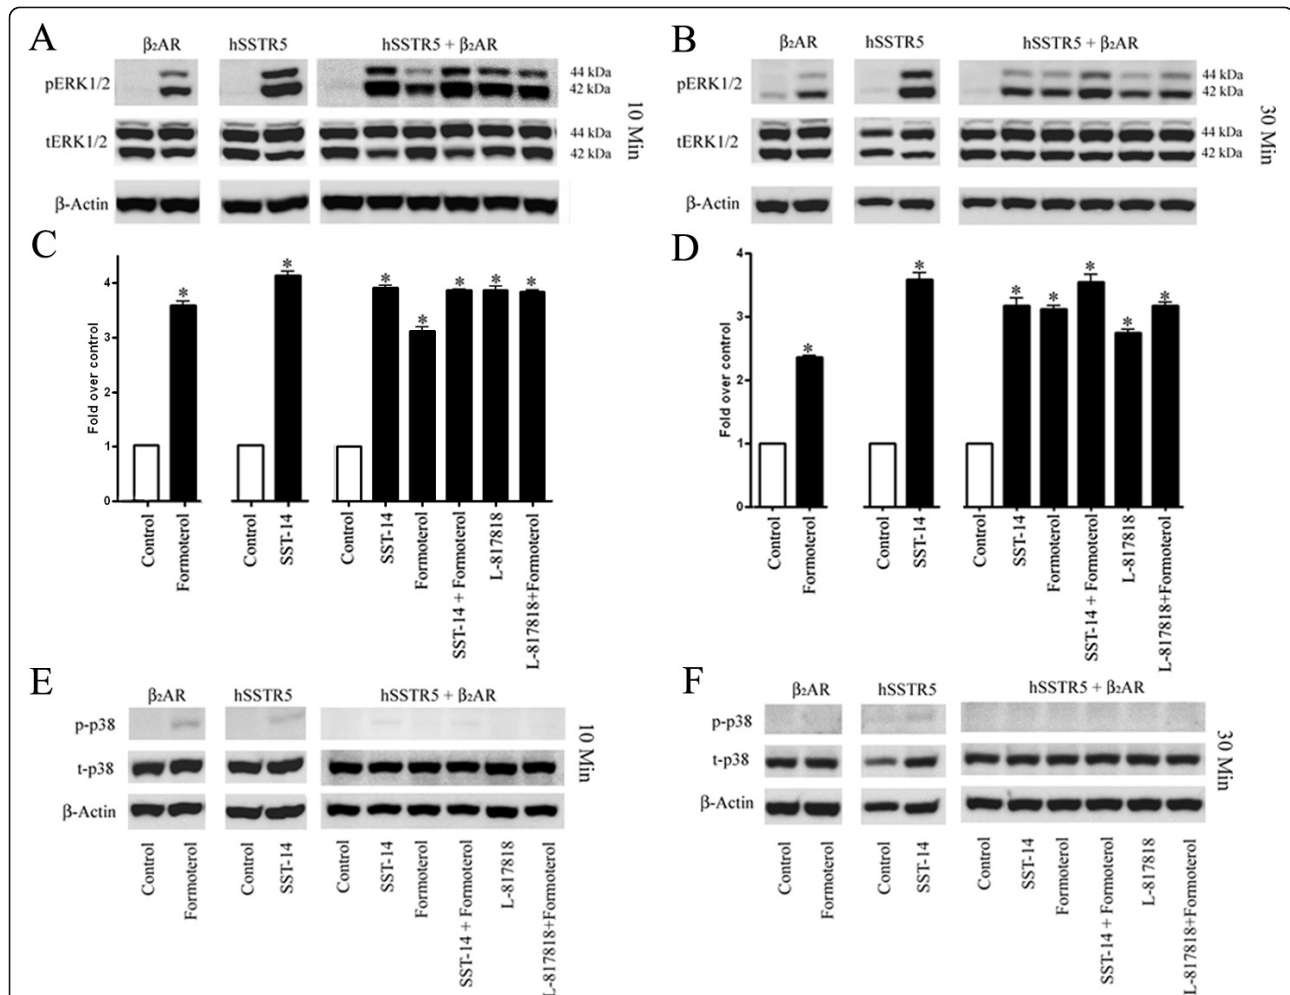 A
β₂AR hSSTR5 hSSTR5 + β₂AR
pERK1/2
44 kDa
42 kDa
tERK1/2
44 kDa
42 kDa
β-Actin
10 Min
B
β₂AR hSSTR5 hSSTR5 + β₂AR
pERK1/2
44 kDa
42 kDa
tERK1/2
44 kDa
42 kDa
β-Actin
30 Min
C
Fold over control
4
3
2
1
0
* * * * * * *
Control
Formoterol
Control
SST-14
Control
SST-14
Formoterol
SST-14 + Formoterol
L-817818
L-817818+Formoterol
D
Fold over control
4
3
2
1
0
* * * * * * *
Control
Formoterol
Control
SST-14
Control
SST-14
Formoterol
SST-14 + Formoterol
L-817818
L-817818+Formoterol
E
β₂AR hSSTR5 hSSTR5 + β₂AR
p-p38
t-p38
β-Actin
10 Min
Control
Formoterol
Control
SST-14
Control
SST-14
Formoterol
SST-14 + Formoterol
L-817818
L-817818+Formoterol
F
β₂AR hSSTR5 hSSTR5 + β₂AR
p-p38
t-p38
β-Actin
30 Min
Control
Formoterol
Control
SST-14
Control
SST-14
Formoterol
SST-14 + Formoterol
L-817818
L-817818+Formoterol